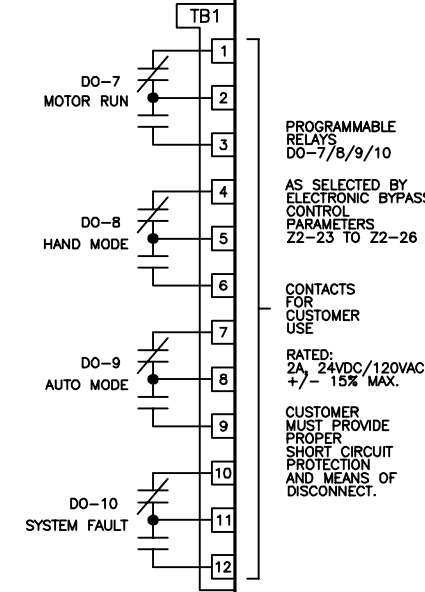 TB1
1
DO-7
MOTOR RUN
2
3
4
DO-8
HAND MODE
5
6
7
DO-9
AUTO MODE
8
9
10
DO-10
SYSTEM FAULT
11
12
PROGRAMMABLE
RELAYS
DO-7/8/9/10
AS SELECTED BY
ELECTRONIC BYPASS
CONTROL
PARAMETERS
Z2-23 TO Z2-26
CONTACTS
FOR
CUSTOMER
USE
RATED:
2A, 24VDC/120VAC
+/- 15% MAX.
CUSTOMER
MUST PROVIDE
PROPER
SHORT CIRCUIT
PROTECTION
AND MEANS OF
DISCONNECT.